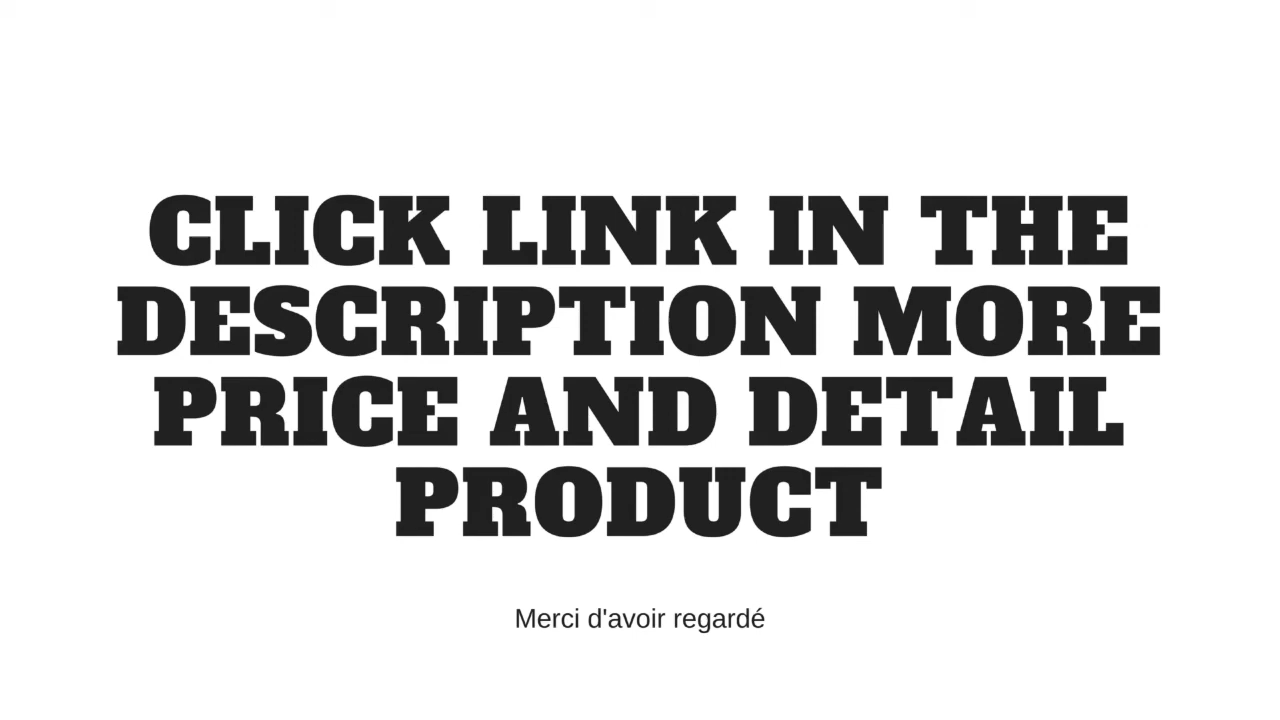 CLICK LINK IN THE
DESCRIPTION MORE
PRICE AND DETAIL
PRODUCT
Merci d'avoir regardé